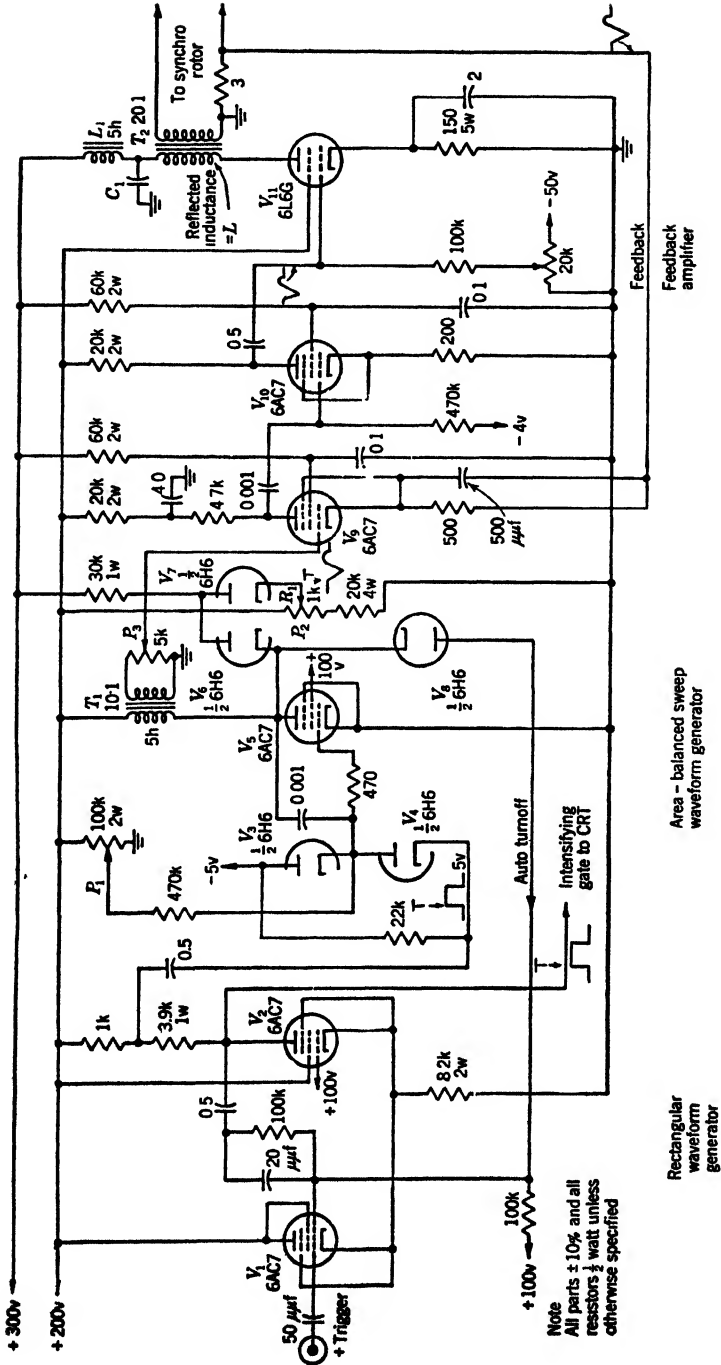 + 300v
+ 200v
50 μμf
+ Trigger
V1
6AC7
20
μμf
100k
0.5
1k
3.9k
1w
V2
6AC7
+100v
8 2k
2w
100k
+100v
Note
All parts ± 10% and all
resistors ½ watt unless
otherwise specified
Rectangular
waveform
generator
0.5
P1
100k
2w
470k
-5v
V3
½ 6H6
22k
T
5v
V4
½ 6H6
0 001
470
T
Intensifying
gate to CRT
Auto turnoff
T1
10·1
5h
P3
5k
V5
6AC7
+
100
v
V6
½ 6H6
V7
½
6H6
30k
1w
R1
1k
P2
20k
4w
V8
½ 6H6
T
Area – balanced sweep
waveform generator
20k
2w
4.0
4 7k
0 001
V9
6AC7
60k
2w
0 1
500
500
μμf
20k
2w
0 5
V10
6AC7
470k
- 4v
200
60k
2w
0 1
100k
20k
- 50v
Feedback
Feedback
amplifier
L1
5h
C1
T2 20 1
Reflected
inductance
=L
V11
6L6G
150
5w
2
3
To synchro
rotor